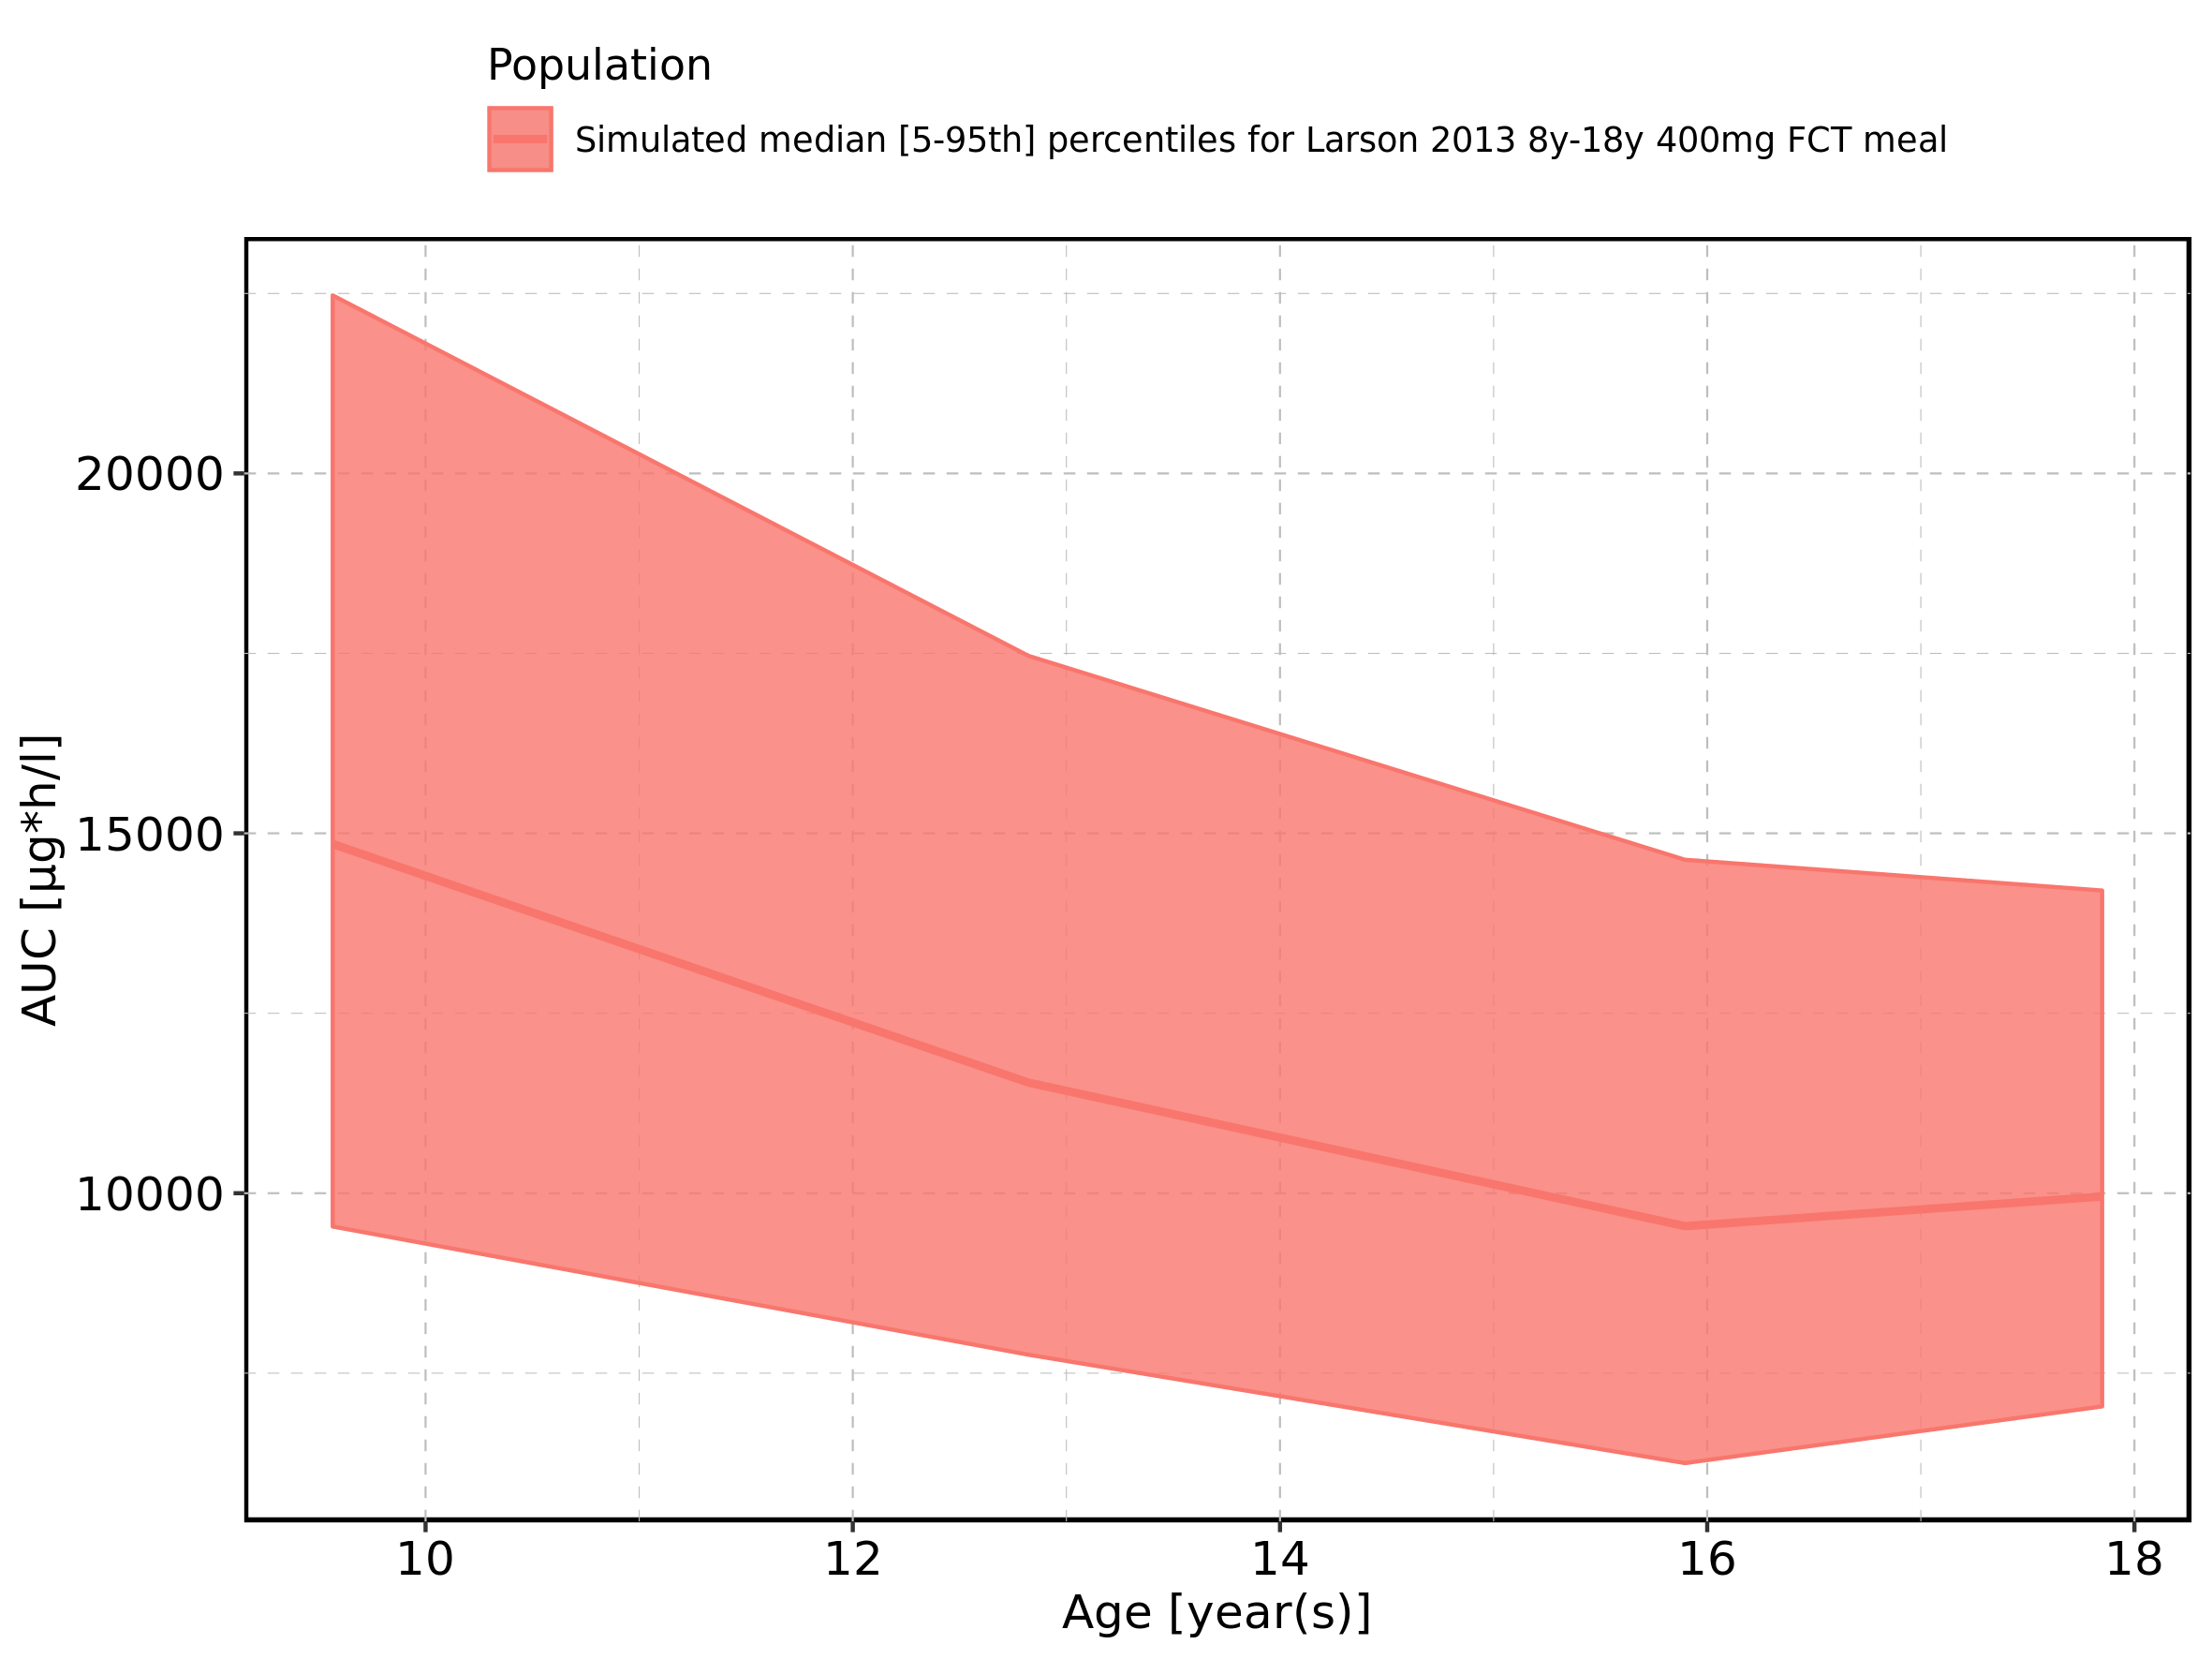 Population
Simulated median [5-95th] percentiles for Larson 2013 8y-18y 400mg FCT meal
AUC [µg*h/l]
20000
15000
10000
10 12 14 16 18
Age [year(s)]